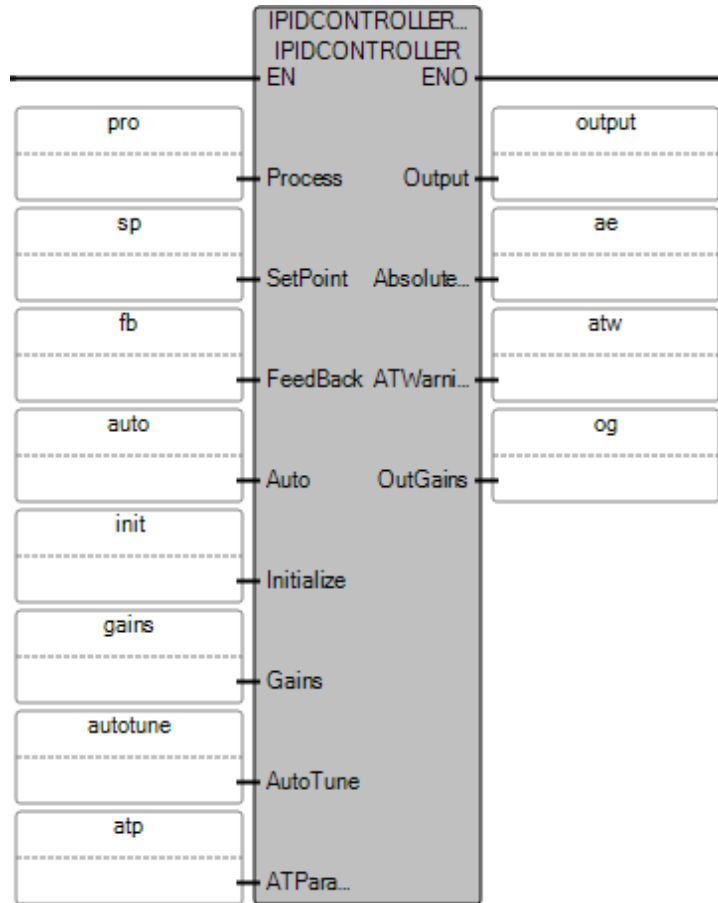 IPIDCONTROLLER...
IPIDCONTROLLER
EN ENO
pro output
Process Output
sp ae
SetPoint Absolute...
fb atw
FeedBack ATWarni...
auto og
Auto OutGains
init
Initialize
gains
Gains
autotune
AutoTune
atp
ATPara...